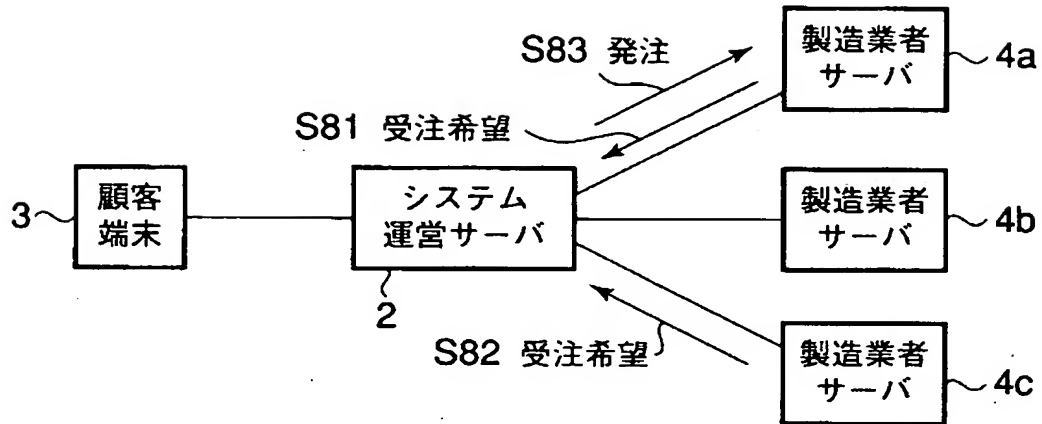 S83 発注
製造業者
サーバ
4a
S81 受注希望
3
顧客
端末
システム
運営サーバ
2
製造業者
サーバ
4b
S82 受注希望
製造業者
サーバ
4c